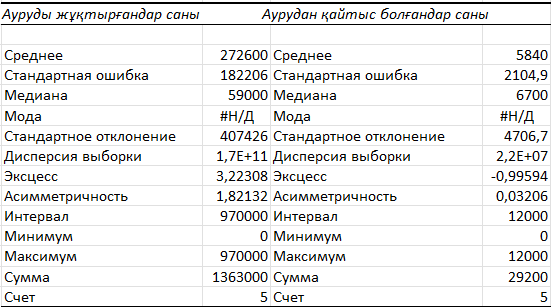 Ауруды жұқтырғандар саны Аурудан қайтыс болғандар саны
Среднее 272600 Среднее 5840
Стандартная ошибка 182206 Стандартная ошибка 2104,9
Медиана 59000 Медиана 6700
Мода #Н/Д Мода #Н/Д
Стандартное отклонение 407426 Стандартное отклонение 4706,7
Дисперсия выборки 1,7E+11 Дисперсия выборки 2,2E+07
Эксцесс 3,22308 Эксцесс -0,99594
Асимметричность 1,82132 Асимметричность 0,03206
Интервал 970000 Интервал 12000
Минимум 0 Минимум 0
Максимум 970000 Максимум 12000
Сумма 1363000 Сумма 29200
Счет 5 Счет 5